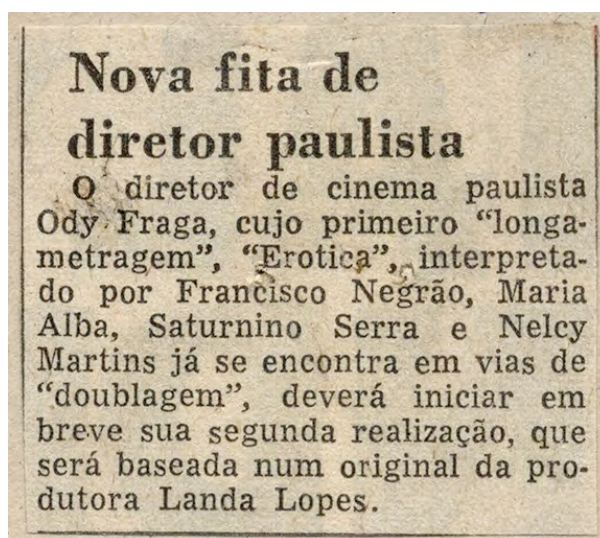 Nova fita de
diretor paulista
O diretor de cinema paulista
Ody Fraga, cujo primeiro “longa-
metragem”, “Erotica”, interpreta-
do por Francisco Negrão, Maria
Alba, Saturnino Serra e Nelcy
Martins já se encontra em vias de
“doublagem”, deverá iniciar em
breve sua segunda realização, que
será baseada num original da pro-
dutora Landa Lopes.